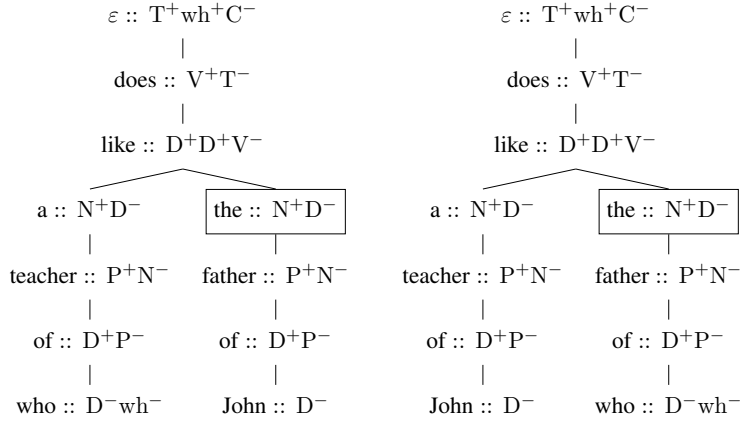 ε :: T⁺wh⁺C⁻ ε :: T⁺wh⁺C⁻
does :: V⁺T⁻ does :: V⁺T⁻
like :: D⁺D⁺V⁻ like :: D⁺D⁺V⁻
a :: N⁺D⁻ the :: N⁺D⁻ a :: N⁺D⁻ the :: N⁺D⁻
teacher :: P⁺N⁻ father :: P⁺N⁻ teacher :: P⁺N⁻ father :: P⁺N⁻
of :: D⁺P⁻ of :: D⁺P⁻ of :: D⁺P⁻ of :: D⁺P⁻
who :: D⁻wh⁻ John :: D⁻ John :: D⁻ who :: D⁻wh⁻